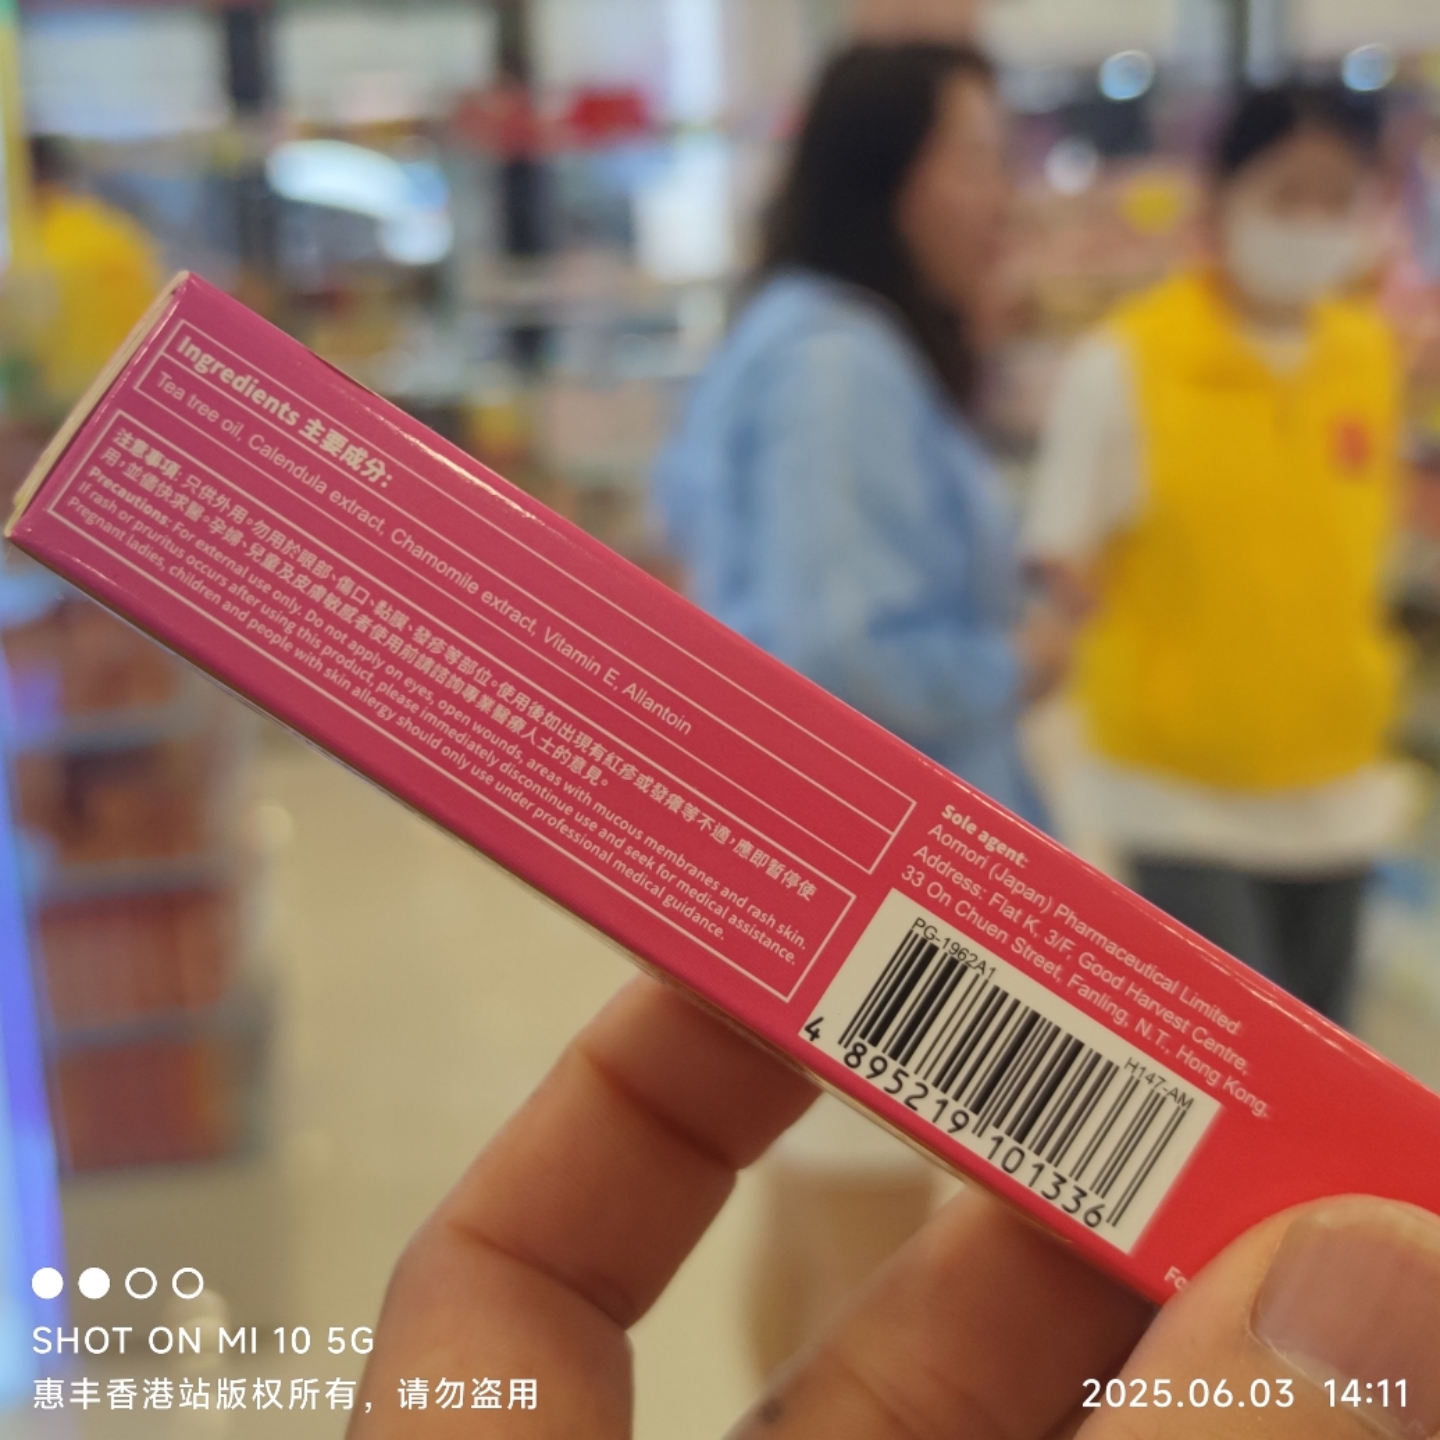 Ingredients 主要成分:
Tea tree oil, Calendula extract, Chamomile extract, Vitamin E, Allantoin
注意事項: 只供外用。勿用於眼部、傷口、黏膜、發疹等部位。使用後如出現有紅疹或發癢等不適，應即暫停使
用，並儘快求醫。孕婦、兒童及皮膚敏感者使用前請諮詢專業醫療人士的意見。
Precautions: For external use only. Do not apply on eyes, open wounds, areas with mucous membranes and rash skin.
If rash or pruritus occurs after using this product, please immediately discontinue use and seek for medical assistance.
Pregnant ladies, children and people with skin allergy should only use under professional medical guidance.
Sole agent:
Aomori (Japan) Pharmaceutical Limited
Address: Flat K, 3/F, Good Harvest Centre,
33 On Chuen Street, Fanling, N.T., Hong Kong.
PG-1962A1
H147-AM
4 895219 101336
SHOT ON MI 10 5G
惠丰香港站版权所有，请勿盗用
2025.06.03 14:11